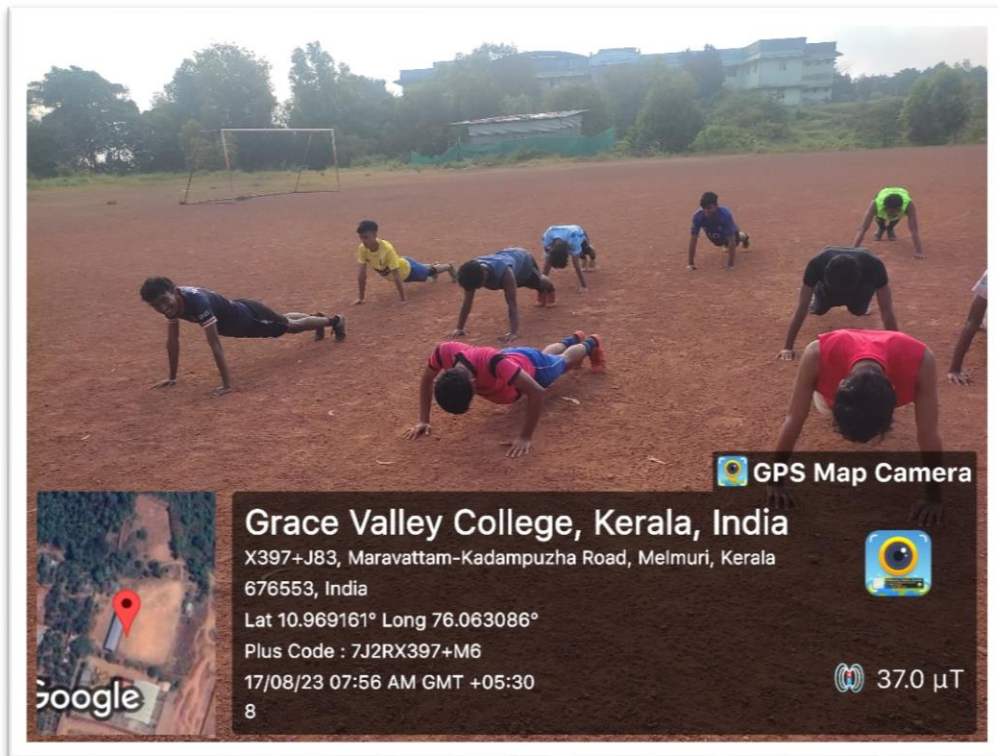 GPS Map Camera
Grace Valley College, Kerala, India
X397+J83, Maravattam-Kadampuzha Road, Melmuri, Kerala
676553, India
Lat 10.969161° Long 76.063086°
Plus Code : 7J2RX397+M6
17/08/23 07:56 AM GMT +05:30
8
37.0 µT
Google